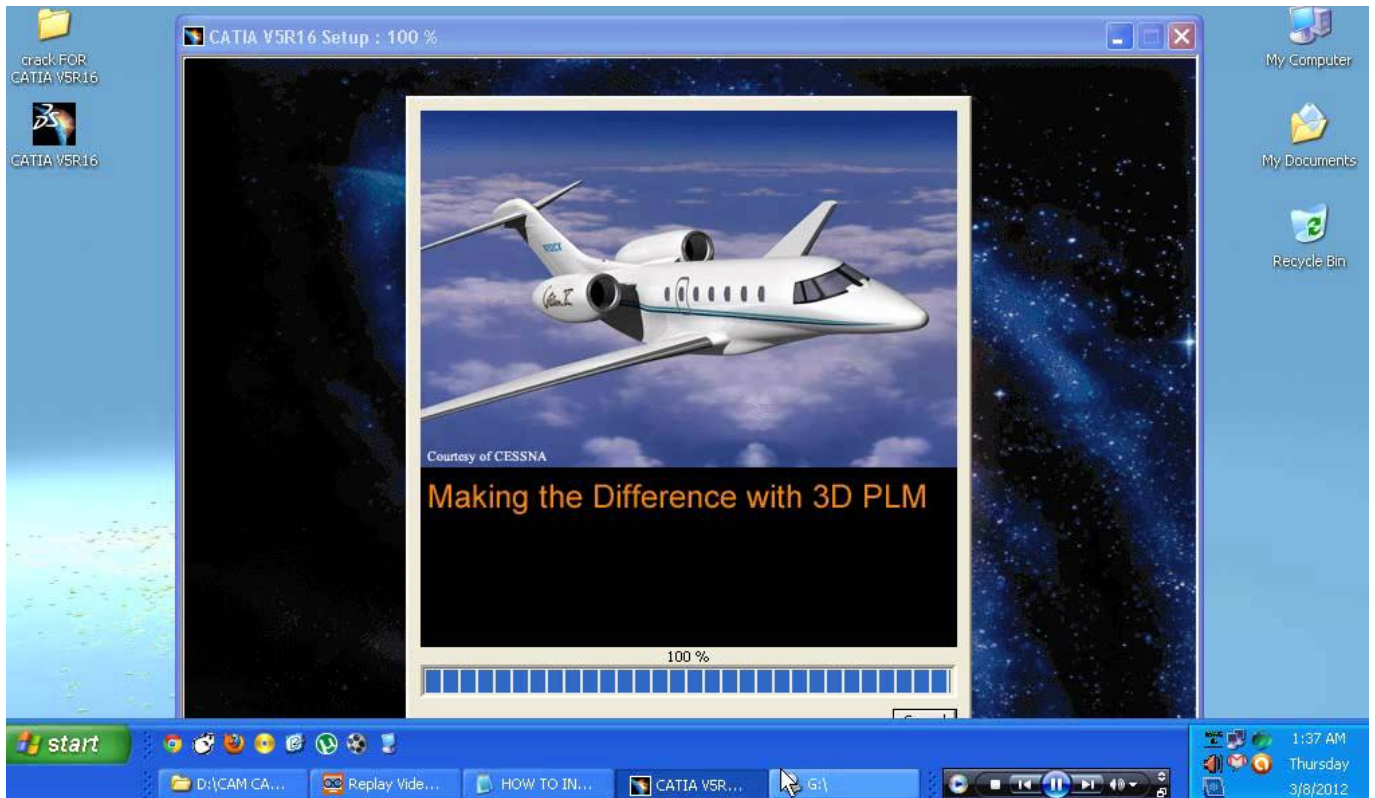 crack FOR
CATIA V5R16
CATIA V5R16
CATIA V5R16 Setup : 100 %
My Computer
My Documents
Recycle Bin
Courtesy of CESSNA
Making the Difference with 3D PLM
100 %
start
1:37 AM
Thursday
3/8/2012
D:\CAM CA...
Replay Vide...
HOW TO IN...
CATIA V5R...
G:\